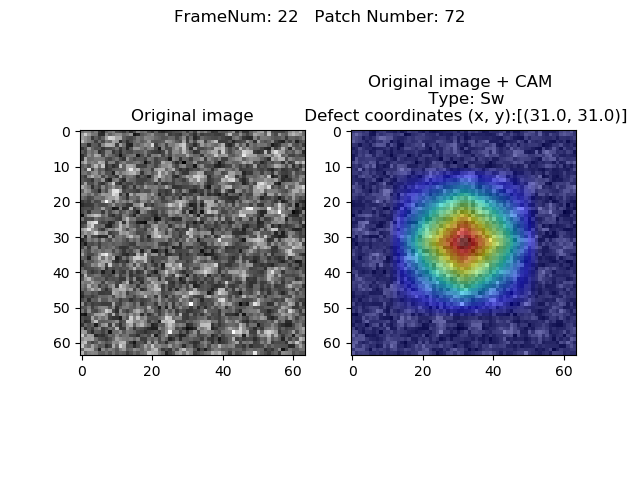 FrameNum: 22   Patch Number: 72
Original image
Original image + CAM
Type: Sw
Defect coordinates (x, y):[(31.0, 31.0)]
0
10
20
30
40
50
60
0 20 40 60
0
10
20
30
40
50
60
0 20 40 60